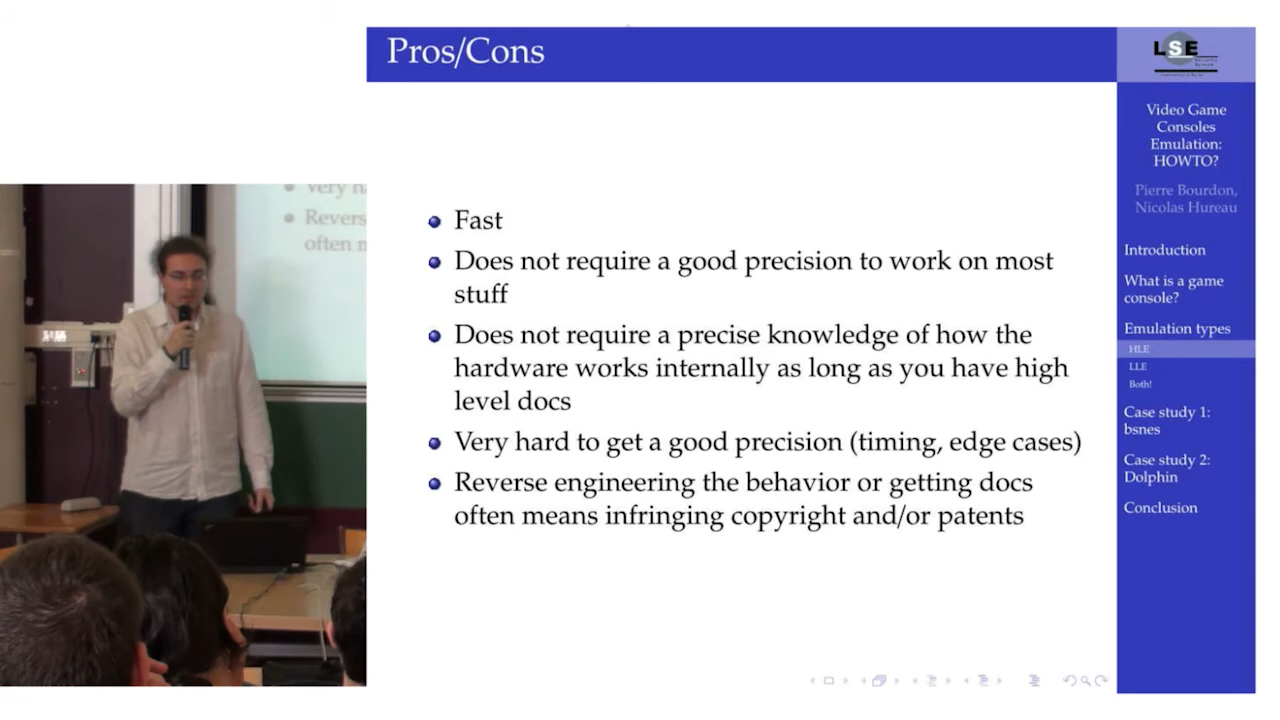 Pros/Cons
LSE
Video Game
Consoles
Emulation:
HOWTO?
Pierre Bourdon,
Nicolas Hureau
Introduction
What is a game
console?
Emulation types
HLE
LLE
Both!
Case study 1:
bsnes
Case study 2:
Dolphin
Conclusion
Fast
Does not require a good precision to work on most
stuff
Does not require a precise knowledge of how the
hardware works internally as long as you have high
level docs
Very hard to get a good precision (timing, edge cases)
Reverse engineering the behavior or getting docs
often means infringing copyright and/or patents
very h
Revers
often n